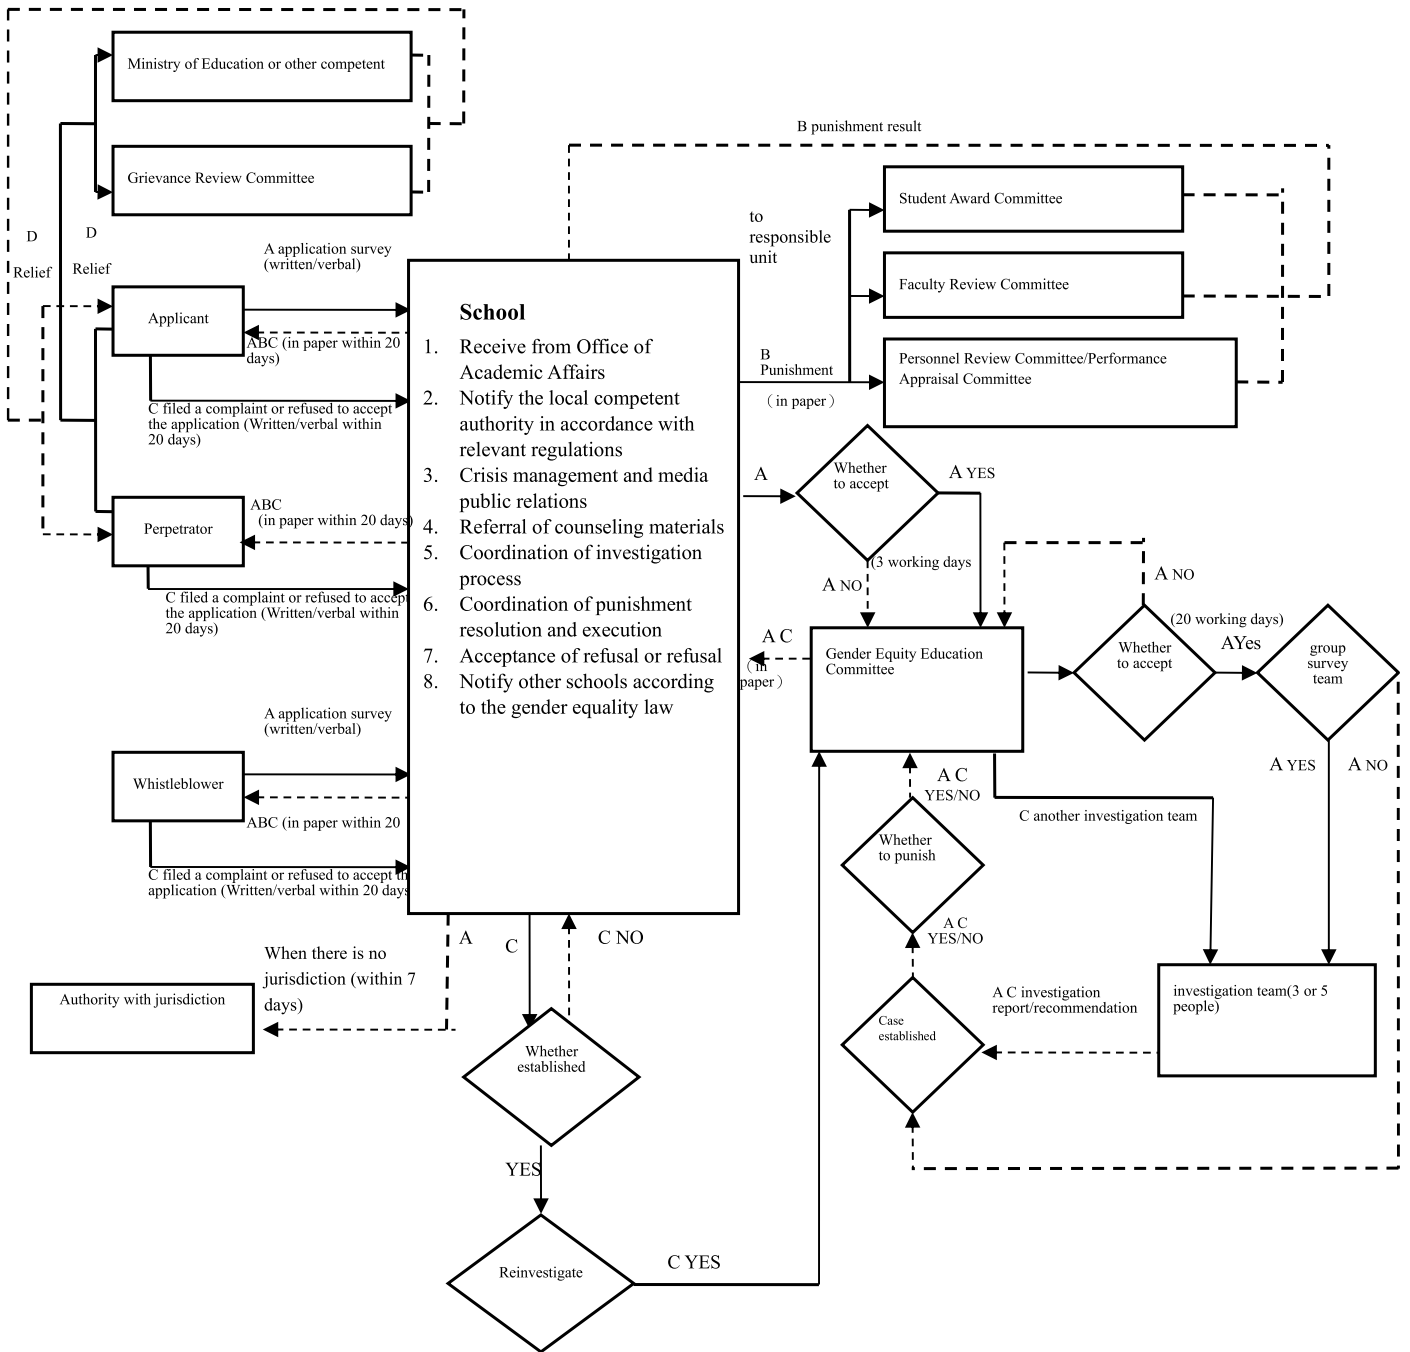 Ministry of Education or other competent
B punishment result
Grievance Review Committee
Student Award Committee
to
responsible
unit
D
D
Relief
Relief
A application survey
(written/verbal)
Faculty Review Committee
Applicant
ABC (in paper within 20
days)
C filed a complaint or refused to accept
the application (Written/verbal within
20 days)
School
1. Receive from Office of
Academic Affairs
2. Notify the local competent
authority in accordance with
relevant regulations
3. Crisis management and media
public relations
4. Referral of counseling materials
5. Coordination of investigation
process
6. Coordination of punishment
resolution and execution
7. Acceptance of refusal or refusal
8. Notify other schools according
to the gender equality law
B
Punishment
（in paper）
Personnel Review Committee/Performance
Appraisal Committee
A
Whether
to accept
A YES
(3 working days
A NO
Perpetrator
ABC
(in paper within 20 days)
C filed a complaint or refused to accept
the application (Written/verbal within
20 days)
A C
（in
paper）
Gender Equity Education
Committee
A NO
Whether
to accept
(20 working days)
AYes
group
survey
team
A YES
A NO
A application survey
(written/verbal)
Whistleblower
ABC (in paper within 20
C filed a complaint or refused to accept th
application (Written/verbal within 20 days
A C
YES/NO
C another investigation team
Whether
to punish
A C
YES/NO
A
C
C NO
When there is no
jurisdiction (within 7
days)
Authority with jurisdiction
Whether
established
A C investigation
report/recommendation
investigation team(3 or 5
people)
Case
established
YES
Reinvestigate
C YES